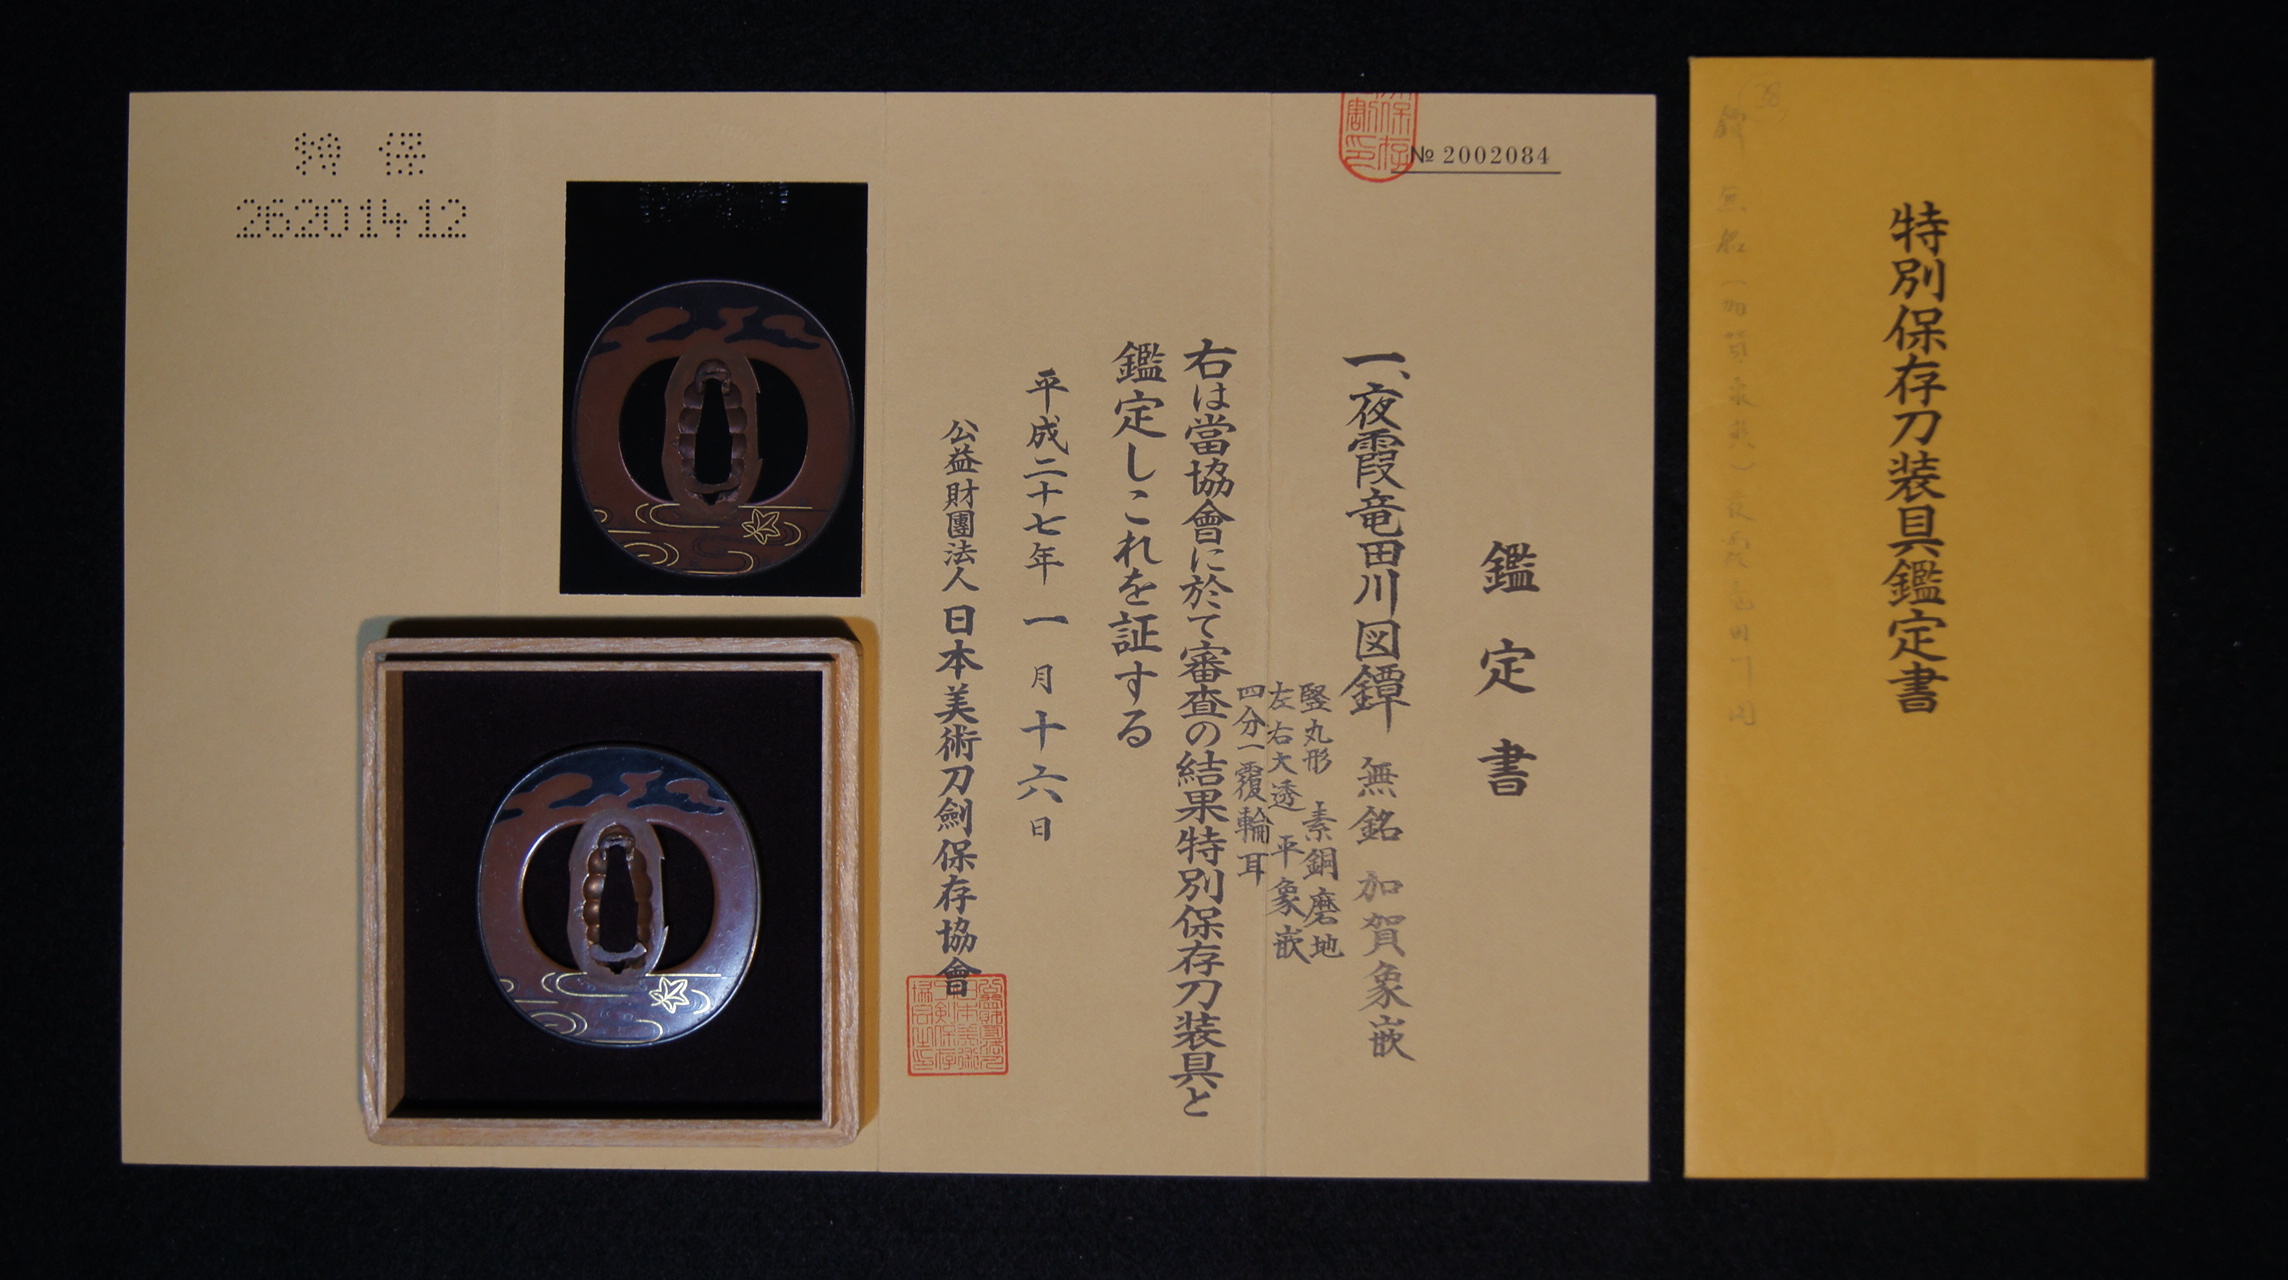 特別保存刀装具鑑定書
№ 2002084
鑑定書
一、夜霞竜田川図鐔 無銘 加賀象嵌
竪丸形 素銅磨地
左右大透 平象嵌
四分一覆輪耳
右は當協會に於て審査の結果特別保存刀装具と
鑑定しこれを証する
平成二十七年一月十六日
公益財團法人日本美術刀劍保存協會
特保
26201412